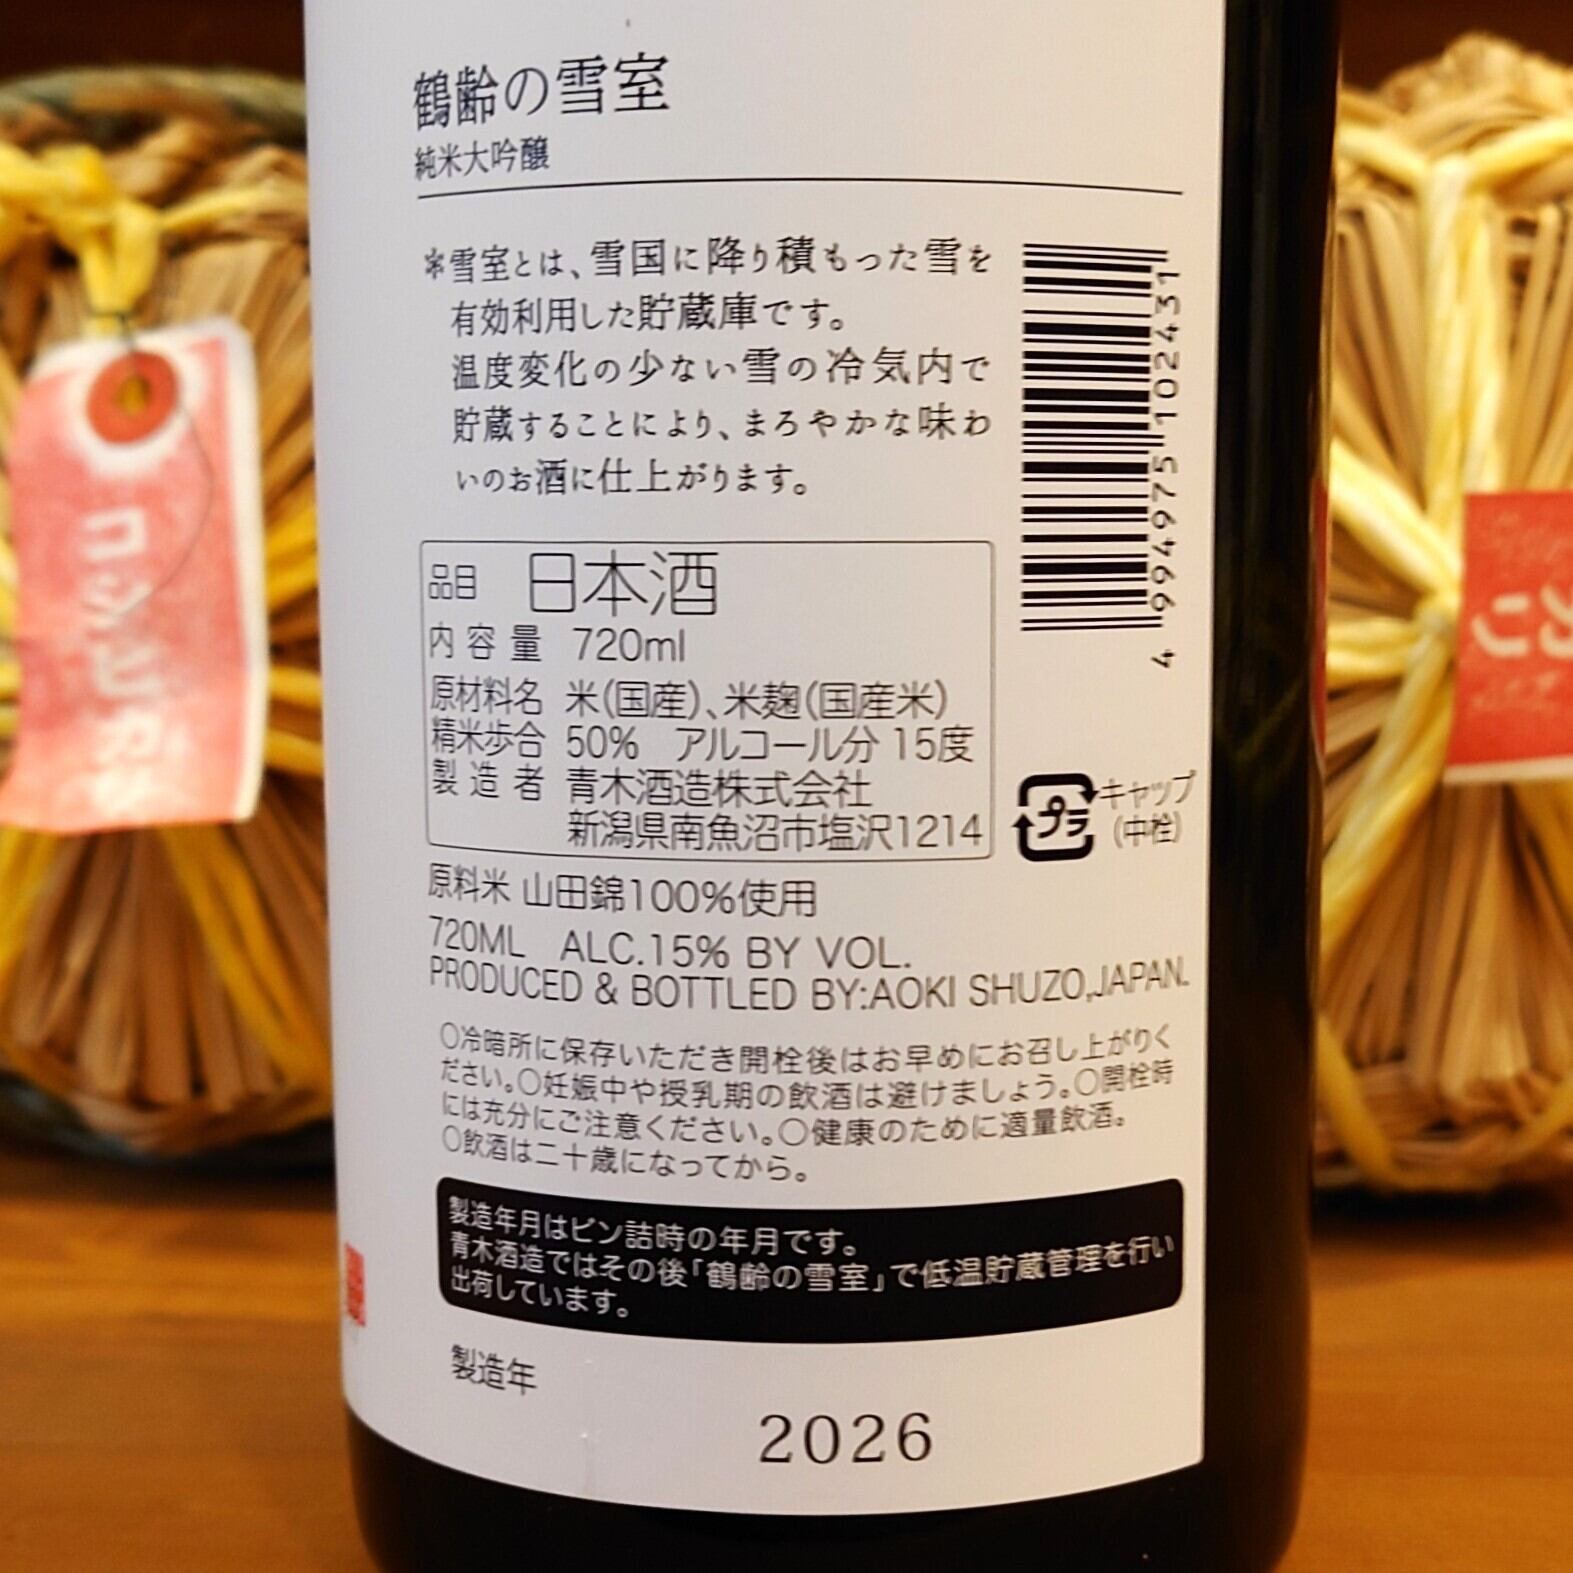 鶴齢の雪室
純米大吟醸
＊雪室とは、雪国に降り積もった雪を
有効利用した貯蔵庫です。
温度変化の少ない雪の冷気内で
貯蔵することにより、まろやかな味わ
いのお酒に仕上がります。
4 994975 102431
品目 日本酒
内容量 720ml
原材料名 米(国産)、米麹(国産米)
精米歩合 50% アルコール分 15度
製造者 青木酒造株式会社
新潟県南魚沼市塩沢1214
プラ
キャップ
(中栓)
原料米 山田錦100%使用
720ML ALC.15% BY VOL.
PRODUCED & BOTTLED BY:AOKI SHUZO,JAPAN.
○冷暗所に保存いただき開栓後はお早めにお召し上がりく
ださい。○妊娠中や授乳期の飲酒は避けましょう。○開栓時
には充分にご注意ください。○健康のために適量飲酒。
○飲酒は二十歳になってから。
製造年月はビン詰時の年月です。
青木酒造ではその後「鶴齢の雪室」で低温貯蔵管理を行い
出荷しています。
製造年
2026
コシヒカリ
カリ